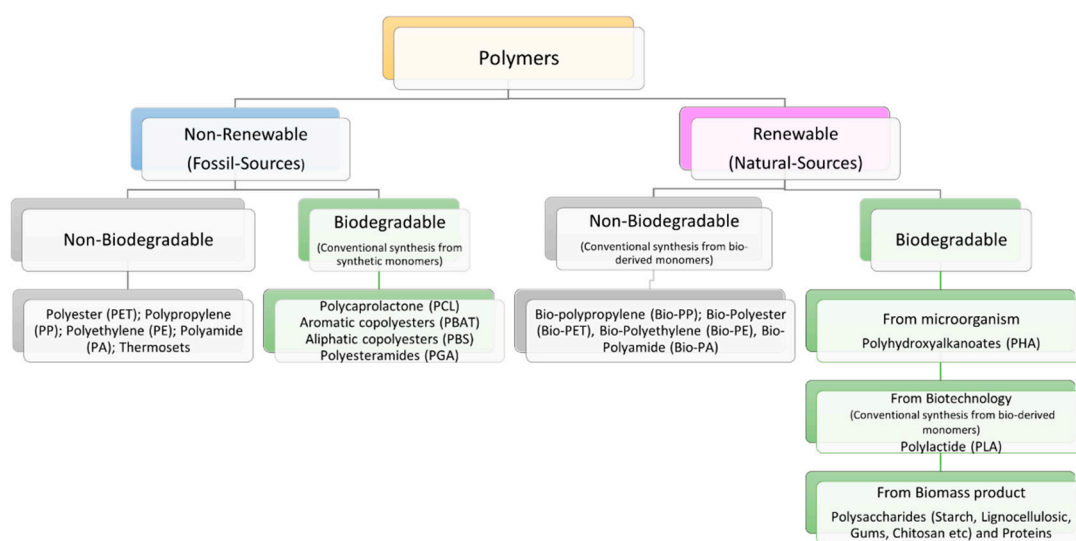 Polymers
Non-Renewable
(Fossil-Sources)
Renewable
(Natural-Sources)
Non-Biodegradable
Biodegradable
(Conventional synthesis from
synthetic monomers)
Non-Biodegradable
(Conventional synthesis from bio-
derived monomers)
Biodegradable
Polyester (PET); Polypropylene
(PP); Polyethylene (PE); Polyamide
(PA); Thermosets
Polycaprolactone (PCL)
Aromatic copolyesters (PBAT)
Aliphatic copolyesters (PBS)
Polyesteramides (PGA)
Bio-polypropylene (Bio-PP); Bio-Polyester
(Bio-PET), Bio-Polyethylene (Bio-PE), Bio-
Polyamide (Bio-PA)
From microorganism
Polyhydroxyalkanoates (PHA)
From Biotechnology
(Conventional synthesis from bio-derived
monomers)
Polylactide (PLA)
From Biomass product
Polysaccharides (Starch, Lignocellulosic,
Gums, Chitosan etc) and Proteins